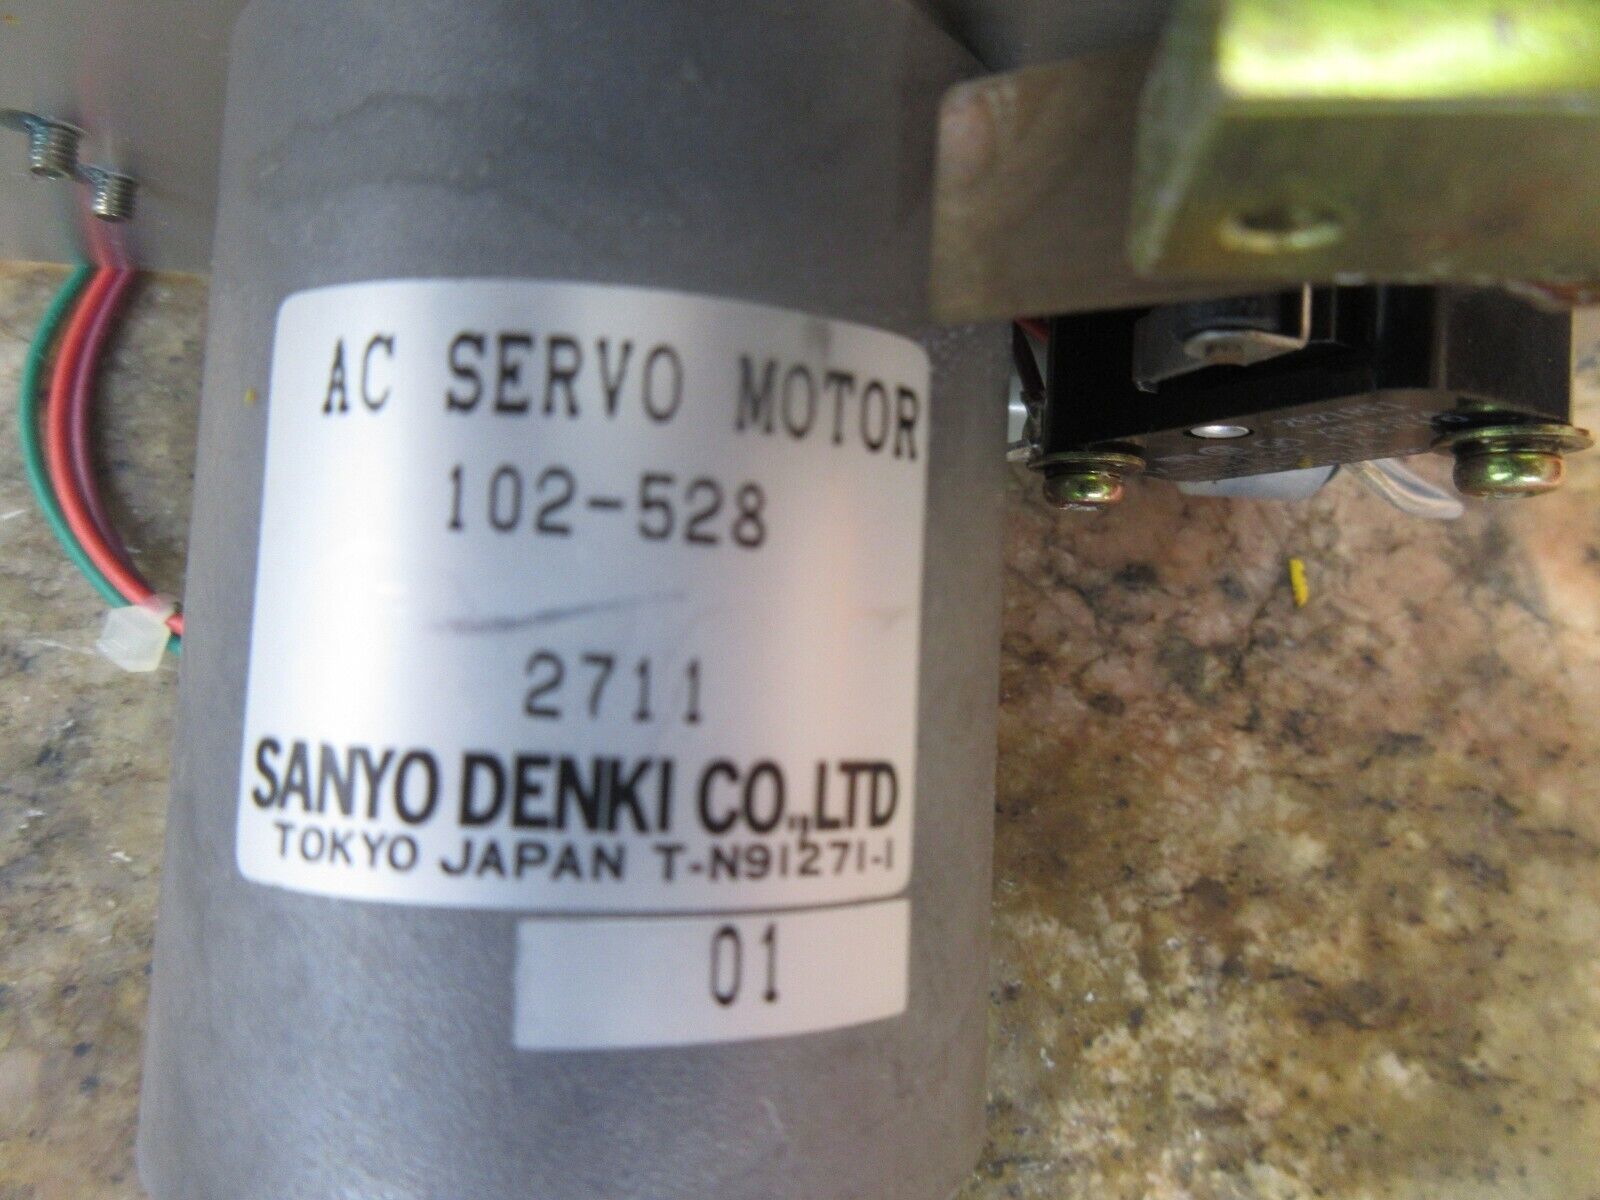 AC SERVO MOTOR
102-528
2711
SANYO DENKI CO.,LTD
TOKYO JAPAN T-N91271-1
01